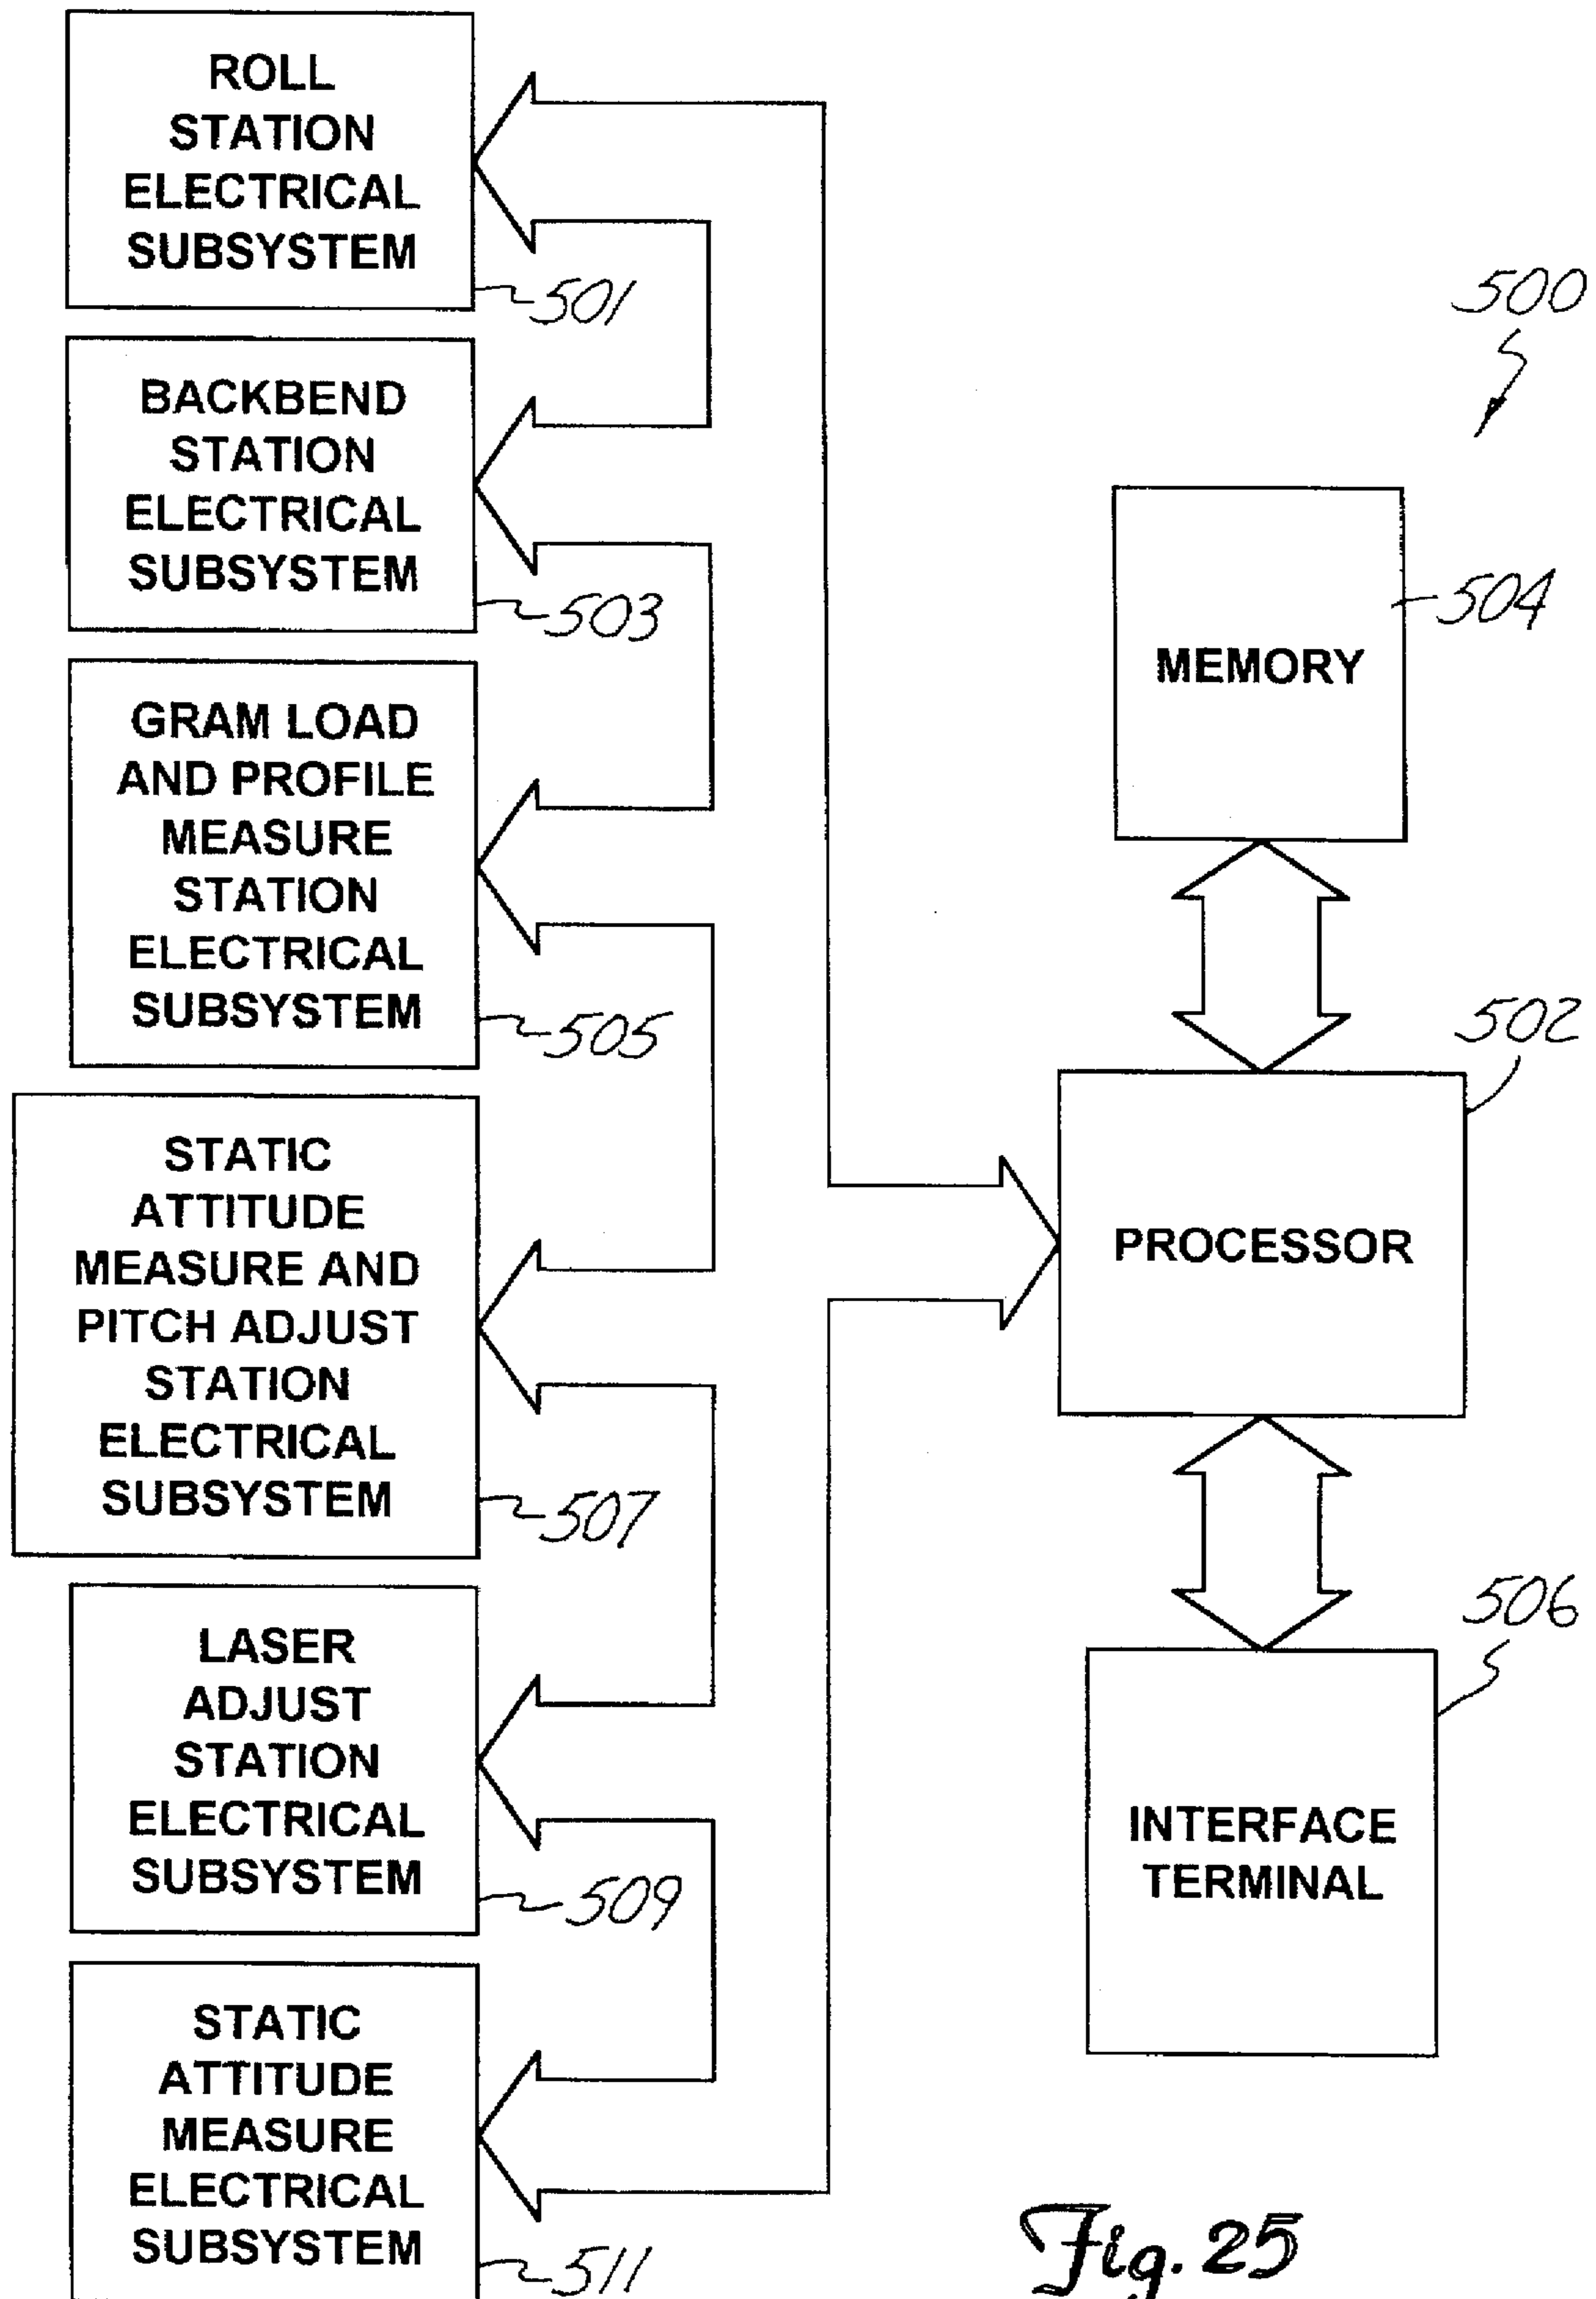 ROLL
STATION
ELECTRICAL
SUBSYSTEM
501
BACKBEND
STATION
ELECTRICAL
SUBSYSTEM
503
GRAM LOAD
AND PROFILE
MEASURE
STATION
ELECTRICAL
SUBSYSTEM
505
STATIC
ATTITUDE
MEASURE AND
PITCH ADJUST
STATION
ELECTRICAL
SUBSYSTEM
507
LASER
ADJUST
STATION
ELECTRICAL
SUBSYSTEM
509
STATIC
ATTITUDE
MEASURE
ELECTRICAL
SUBSYSTEM
511
500
MEMORY
504
502
PROCESSOR
506
INTERFACE
TERMINAL
Fig. 25